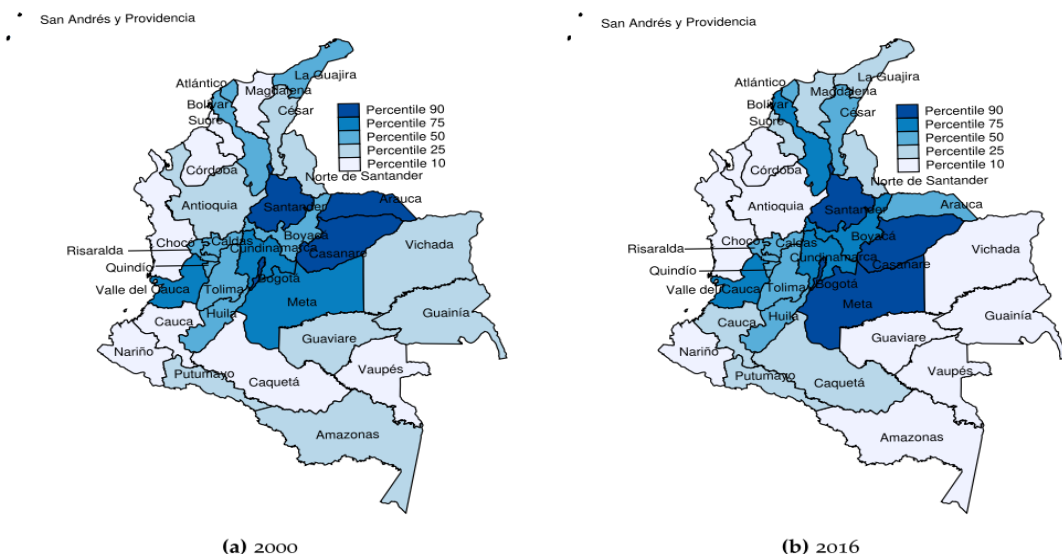 San Andrés y Providencia
La Guajira
Atlántico
Magdalena
Bolívar
César
Sucre
Percentile 90
Percentile 75
Percentile 50
Percentile 25
Percentile 10
Córdoba
Norte de Santander
Antioquia
Santander
Arauca
Chocó
Caldas
Boyacá
Vichada
Risaralda
Cundinamarca
Casanare
Quindío
Bogotá
Valle del Cauca
Tolima
Meta
Huila
Guainía
Cauca
Guaviare
Nariño
Vaupés
Putumayo
Caquetá
Amazonas
(a) 2000
San Andrés y Providencia
La Guajira
Atlántico
Magdalena
Bolívar
César
Sucre
Percentile 90
Percentile 75
Percentile 50
Percentile 25
Percentile 10
Córdoba
Norte de Santander
Antioquia
Santander
Arauca
Chocó
Caldas
Boyacá
Vichada
Risaralda
Cundinamarca
Casanare
Quindío
Bogotá
Valle del Cauca
Tolima
Meta
Huila
Guainía
Cauca
Guaviare
Nariño
Vaupés
Putumayo
Caquetá
Amazonas
(b) 2016